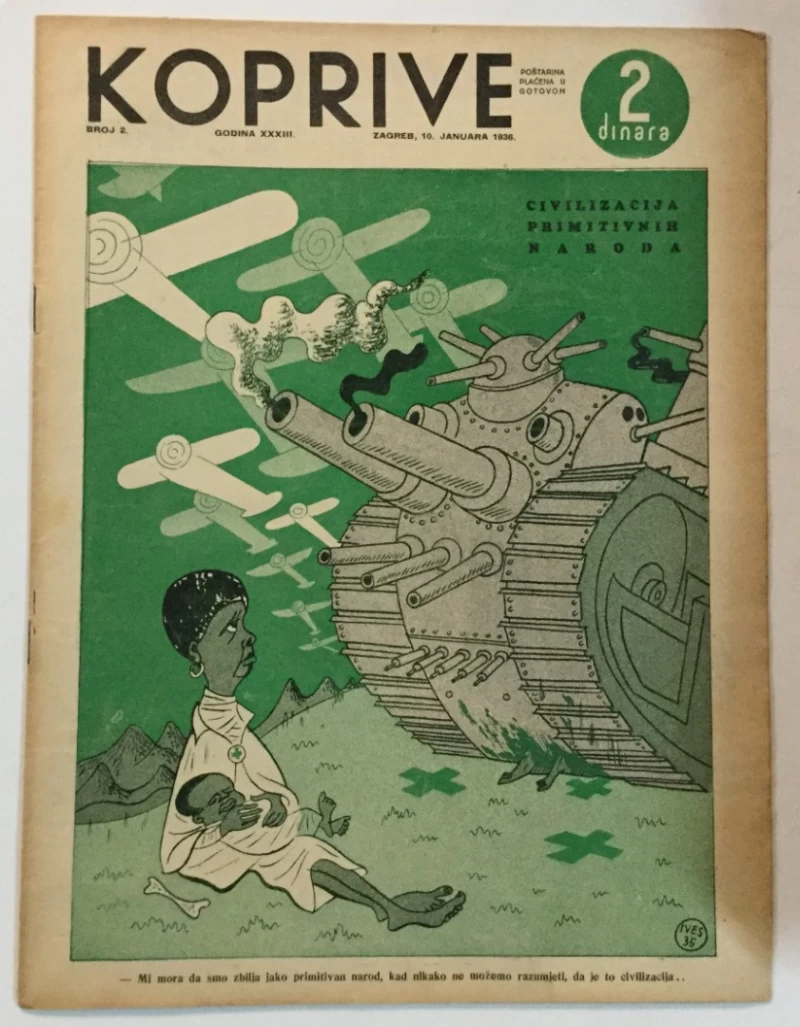 KOPRIVE
POŠTARINA
PLAĆENA U
GOTOVOM
2
dinara
BROJ 2. GODINA XXXIII. ZAGREB, 10. JANUARA 1936.
CIVILIZACIJA
PRIMITIVNIH
NARODA
IVES
35
— Mi mora da smo zbilja jako primitivan narod, kad nikako ne možemo razumjeti, da je to civilizacija..